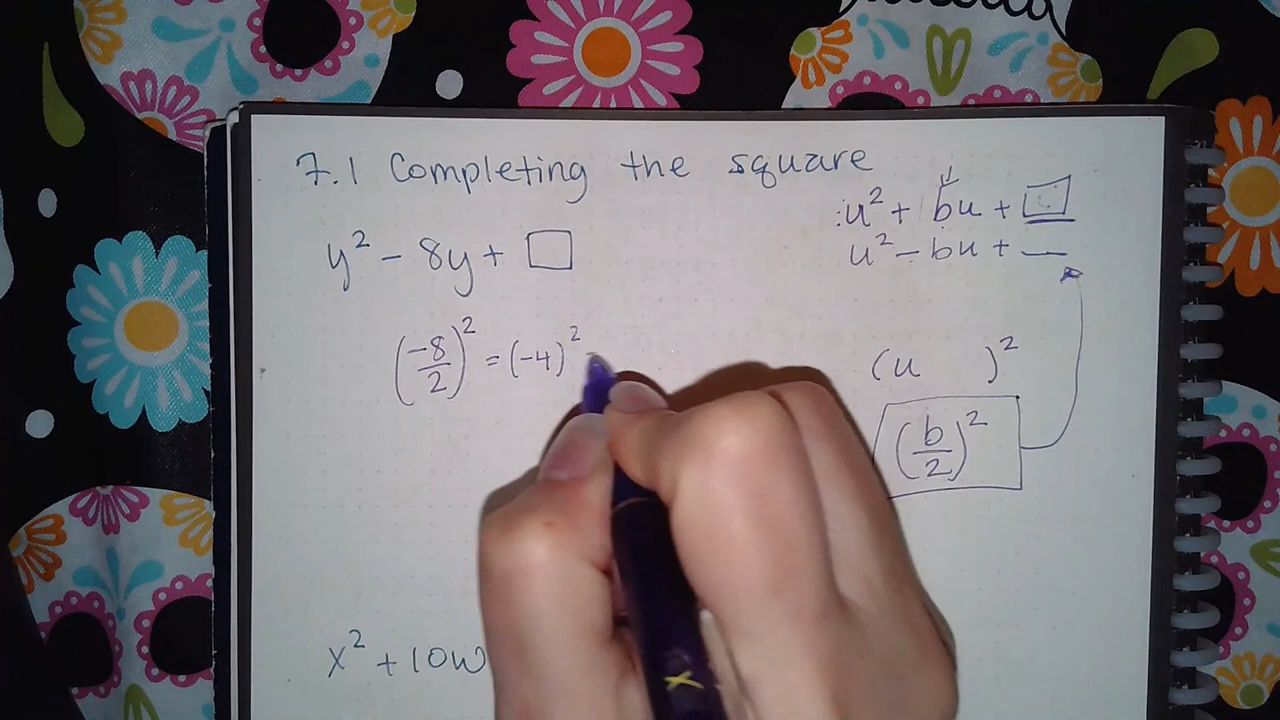 7.1 Completing the square
y² - 8y + □
(-8/2)² = (-4)²
x² + 10w
:u² + bu + □
u² - bu + __
(u )²
(b/2)²